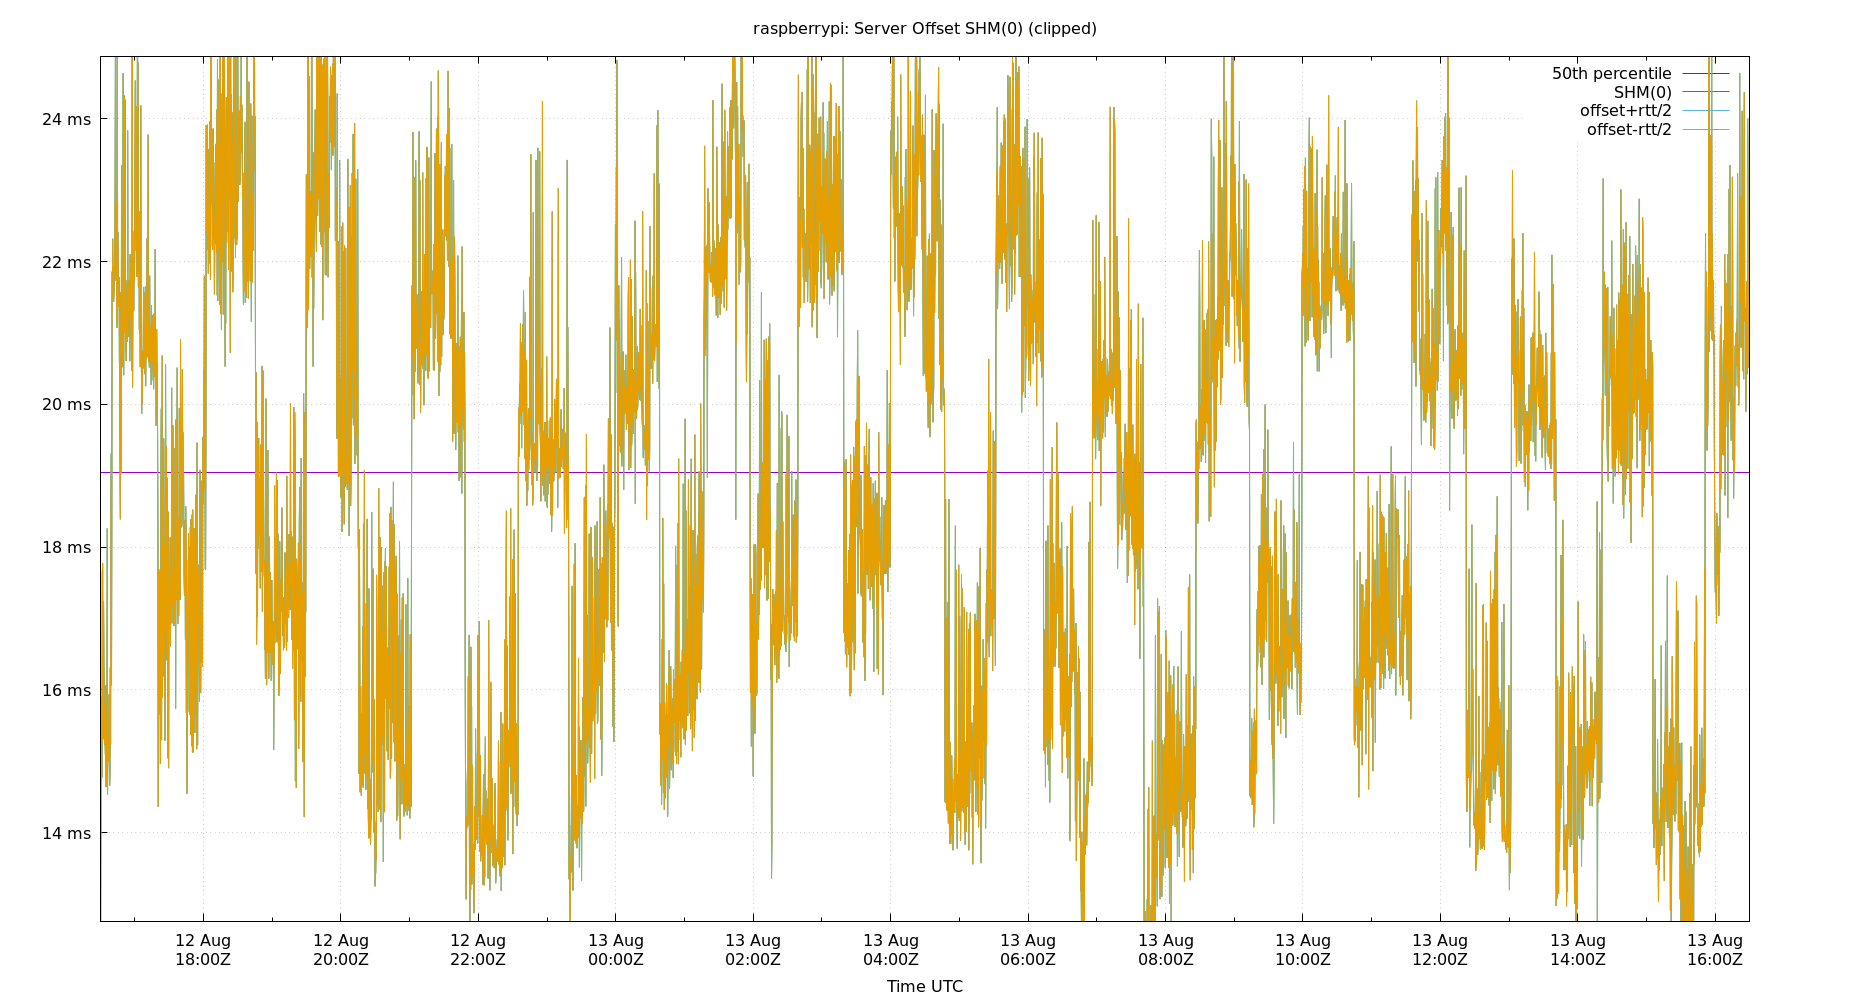 raspberrypi: Server Offset SHM(0) (clipped)
50th percentile
SHM(0)
offset+rtt/2
offset-rtt/2
24 ms
22 ms
20 ms
18 ms
16 ms
14 ms
12 Aug 12 Aug 12 Aug 13 Aug 13 Aug 13 Aug 13 Aug 13 Aug 13 Aug 13 Aug 13 Aug 13 Aug
18:00Z 20:00Z 22:00Z 00:00Z 02:00Z 04:00Z 06:00Z 08:00Z 10:00Z 12:00Z 14:00Z 16:00Z
Time UTC